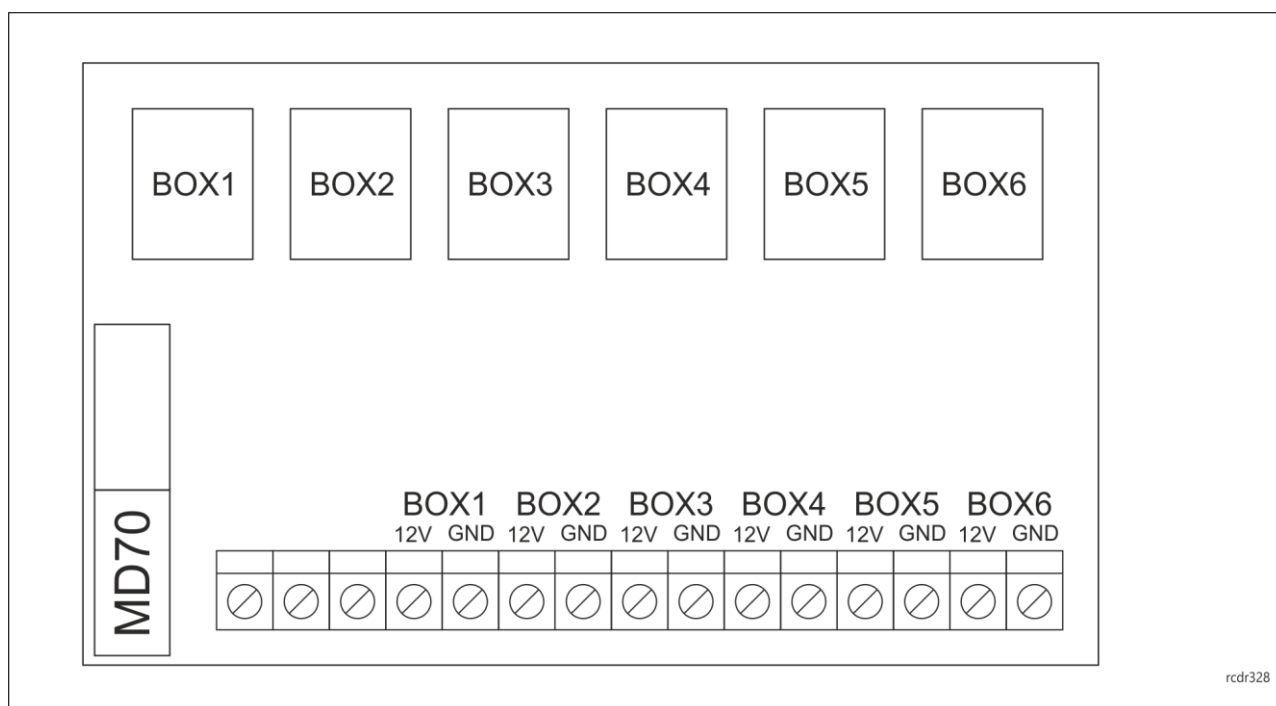 BOX1 BOX2 BOX3 BOX4 BOX5 BOX6
MD70
BOX1 BOX2 BOX3 BOX4 BOX5 BOX6
12V GND 12V GND 12V GND 12V GND 12V GND 12V GND
rcdr328